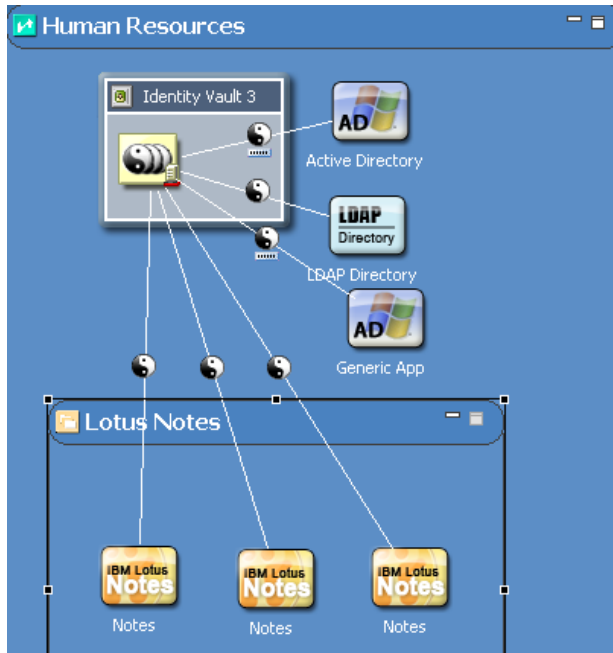 Human Resources
Identity Vault 3
AD
Active Directory
LDAP
Directory
LDAP Directory
AD
Generic App
Lotus Notes
IBM Lotus
Notes
Notes
IBM Lotus
Notes
Notes
IBM Lotus
Notes
Notes